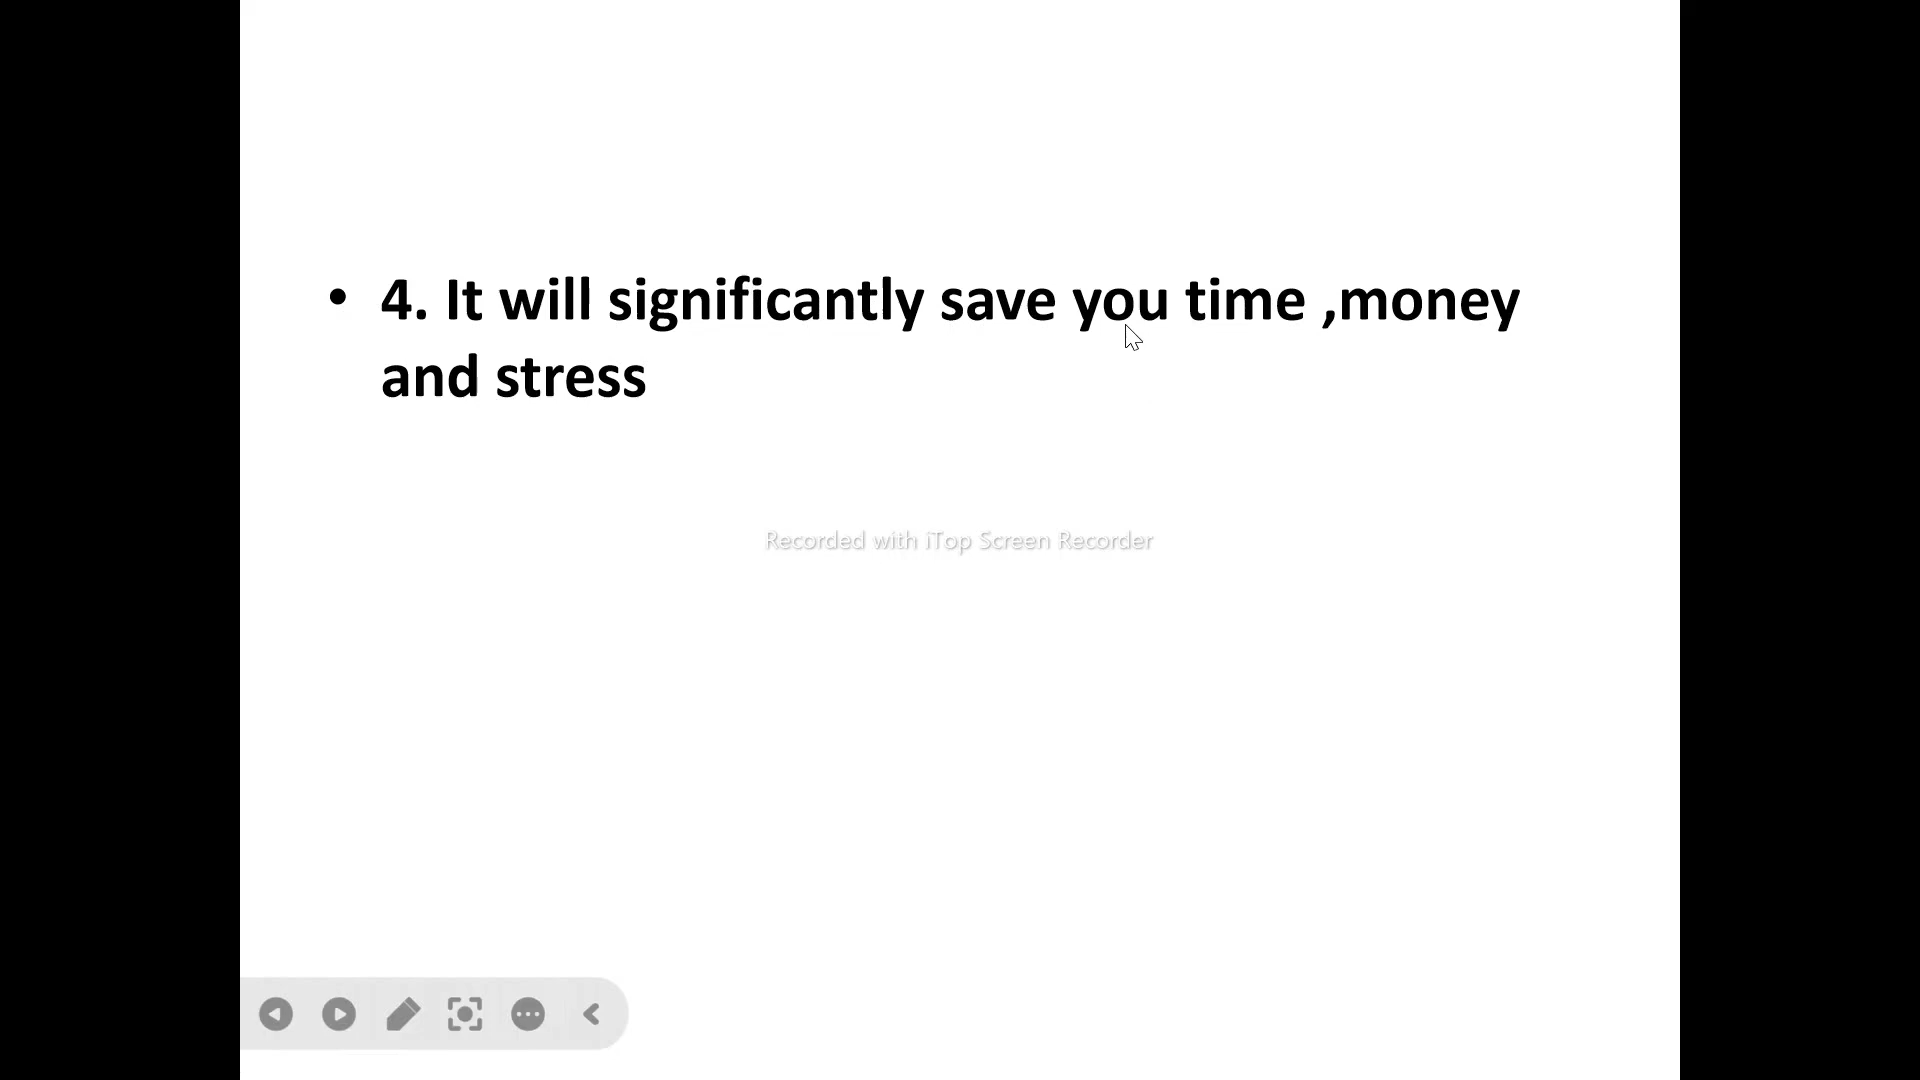 • 4. It will significantly save you time ,money
and stress
Recorded with iTop Screen Recorder